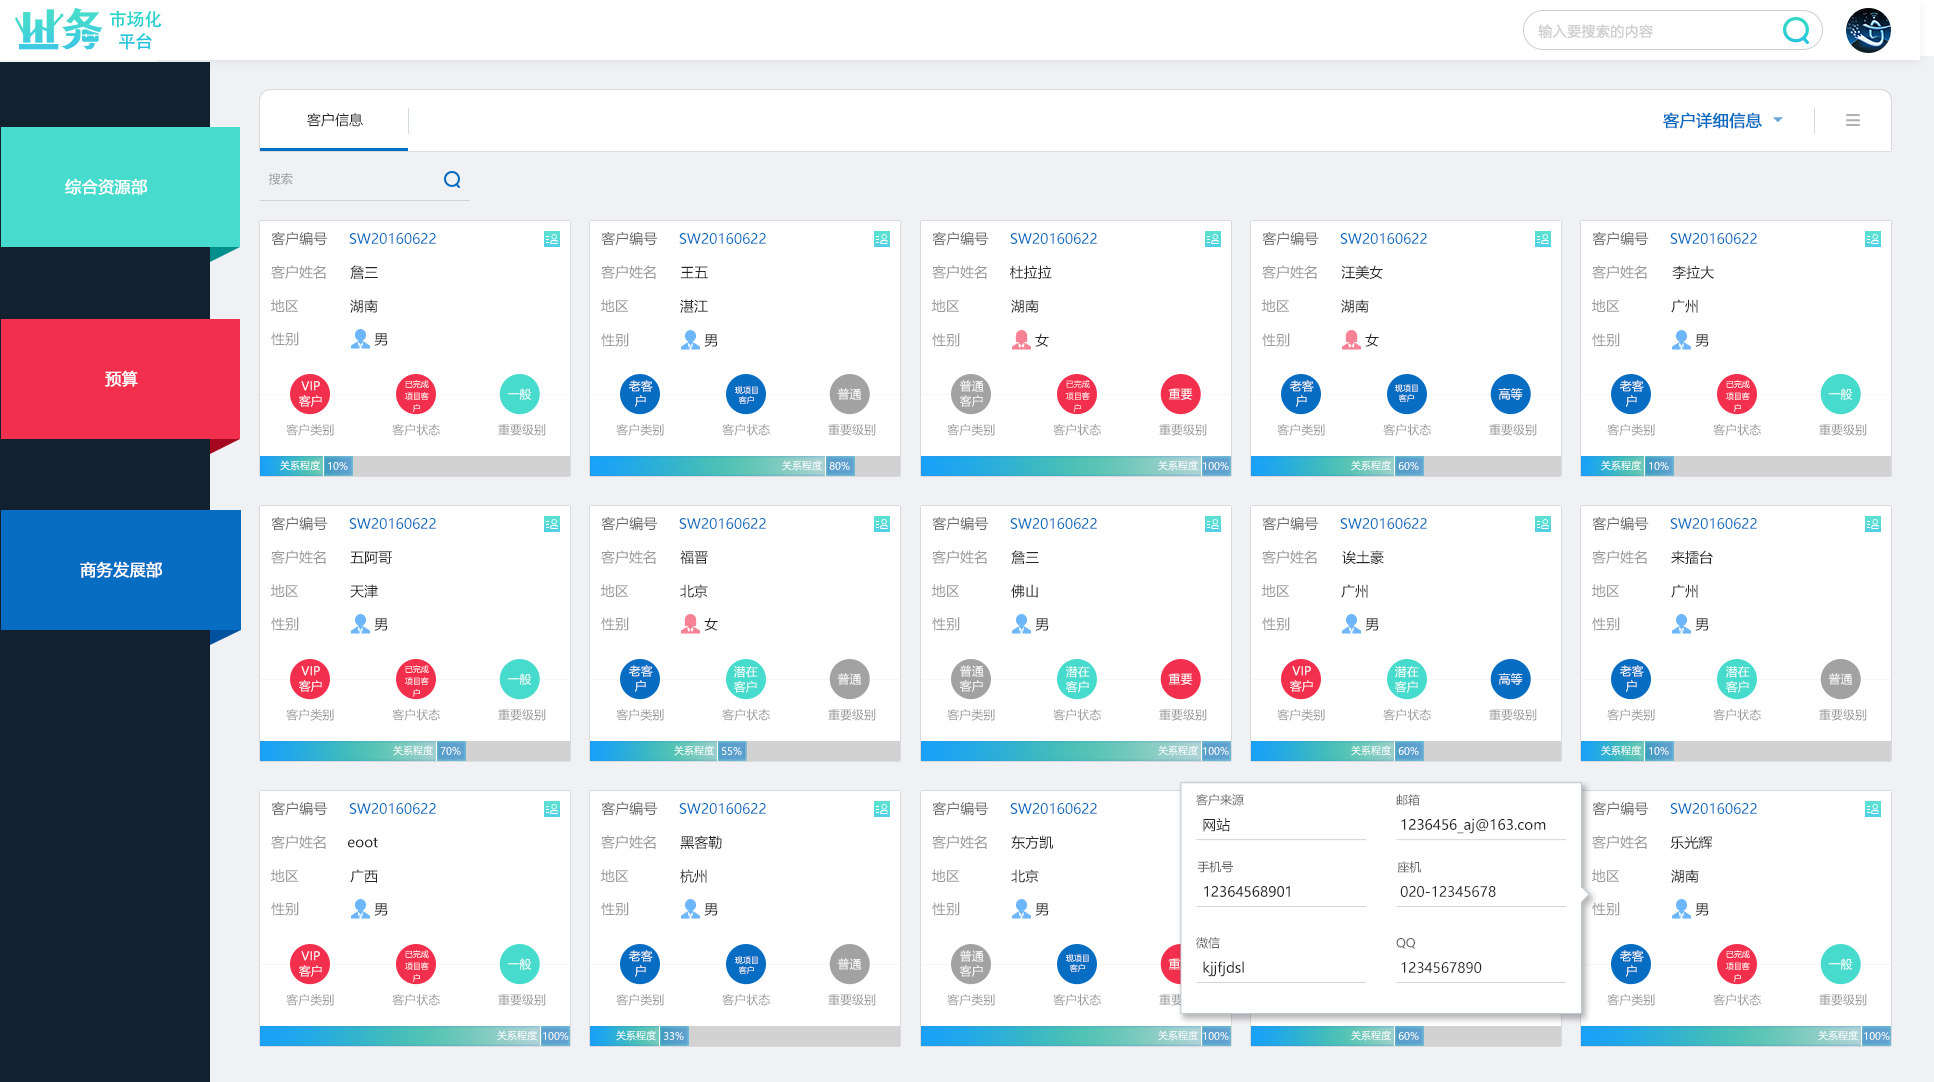 业务 市场化
平台
输入要搜索的内容
综合资源部
预算
商务发展部
客户信息
客户详细信息
搜索
客户编号 SW20160622
客户姓名 詹三
地区 湖南
性别 男
VIP
客户
已完成
项目客
户
一般
客户类别 客户状态 重要级别
关系程度 10%
客户编号 SW20160622
客户姓名 王五
地区 湛江
性别 男
老客
户
现项目
客户
普通
客户类别 客户状态 重要级别
关系程度 80%
客户编号 SW20160622
客户姓名 杜拉拉
地区 湖南
性别 女
普通
客户
已完成
项目客
户
重要
客户类别 客户状态 重要级别
关系程度 100%
客户编号 SW20160622
客户姓名 汪美女
地区 湖南
性别 女
老客
户
现项目
客户
高等
客户类别 客户状态 重要级别
关系程度 60%
客户编号 SW20160622
客户姓名 李拉大
地区 广州
性别 男
老客
户
已完成
项目客
户
一般
客户类别 客户状态 重要级别
关系程度 10%
客户编号 SW20160622
客户姓名 五阿哥
地区 天津
性别 男
VIP
客户
已完成
项目客
户
一般
客户类别 客户状态 重要级别
关系程度 70%
客户编号 SW20160622
客户姓名 福晋
地区 北京
性别 女
老客
户
潜在
客户
普通
客户类别 客户状态 重要级别
关系程度 55%
客户编号 SW20160622
客户姓名 詹三
地区 佛山
性别 男
普通
客户
潜在
客户
重要
客户类别 客户状态 重要级别
关系程度 100%
客户编号 SW20160622
客户姓名 诶土豪
地区 广州
性别 男
VIP
客户
潜在
客户
高等
客户类别 客户状态 重要级别
关系程度 60%
客户编号 SW20160622
客户姓名 来擂台
地区 广州
性别 男
老客
户
潜在
客户
普通
客户类别 客户状态 重要级别
关系程度 10%
客户编号 SW20160622
客户姓名 eoot
地区 广西
性别 男
VIP
客户
已完成
项目客
户
一般
客户类别 客户状态 重要级别
关系程度 100%
客户编号 SW20160622
客户姓名 黑客勒
地区 杭州
性别 男
老客
户
现项目
客户
普通
客户类别 客户状态 重要级别
关系程度 33%
客户编号 SW20160622
客户姓名 东方凯
地区 北京
性别 男
普通
客户
现项目
客户
重
客户类别 客户状态 重要
关系程度 100%
客户来源 邮箱
网站 1236456_aj@163.com
手机号 座机
12364568901 020-12345678
微信 QQ
kjjfjdsl 1234567890
关系程度 60%
客户编号 SW20160622
客户姓名 乐光辉
地区 湖南
性别 男
老客
户
已完成
项目客
户
一般
客户类别 客户状态 重要级别
关系程度 100%